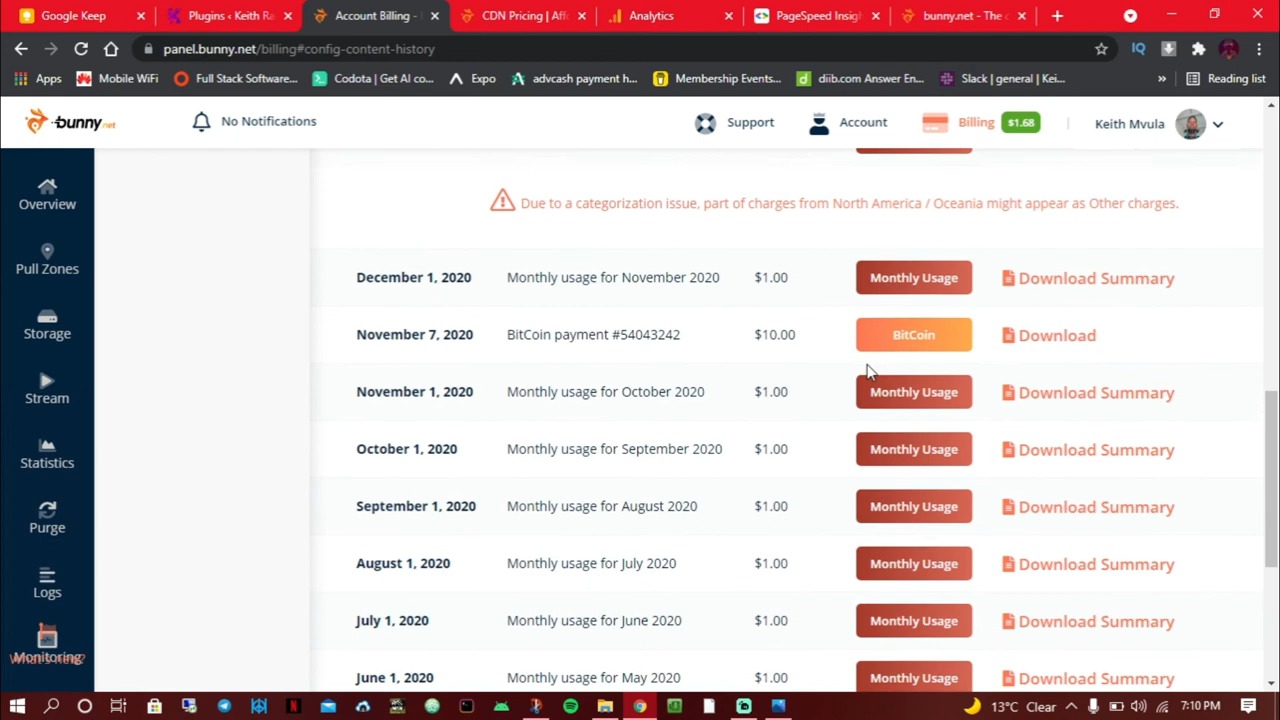 Google Keep
Plugins ‹ Keith Ra
Account Billing -
CDN Pricing | Aff
Analytics
PageSpeed Insig
bunny.net - The c
panel.bunny.net/billing#config-content-history
Apps
Mobile WiFi
Full Stack Software...
Codota | Get AI co...
Expo
advcash payment h...
Membership Events...
diib.com Answer En...
Slack | general | Kei...
»
Reading list
bunny.net
No Notifications
Support
Account
Billing
$1.68
Keith Mvula
Overview
Pull Zones
Storage
Stream
Statistics
Purge
Logs
Monitoring
What's new?
Due to a categorization issue, part of charges from North America / Oceania might appear as Other charges.
December 1, 2020 Monthly usage for November 2020 $1.00 Monthly Usage Download Summary
November 7, 2020 BitCoin payment #54043242 $10.00 BitCoin Download
November 1, 2020 Monthly usage for October 2020 $1.00 Monthly Usage Download Summary
October 1, 2020 Monthly usage for September 2020 $1.00 Monthly Usage Download Summary
September 1, 2020 Monthly usage for August 2020 $1.00 Monthly Usage Download Summary
August 1, 2020 Monthly usage for July 2020 $1.00 Monthly Usage Download Summary
July 1, 2020 Monthly usage for June 2020 $1.00 Monthly Usage Download Summary
June 1, 2020 Monthly usage for May 2020 $1.00 Monthly Usage Download Summary
13°C Clear
7:10 PM